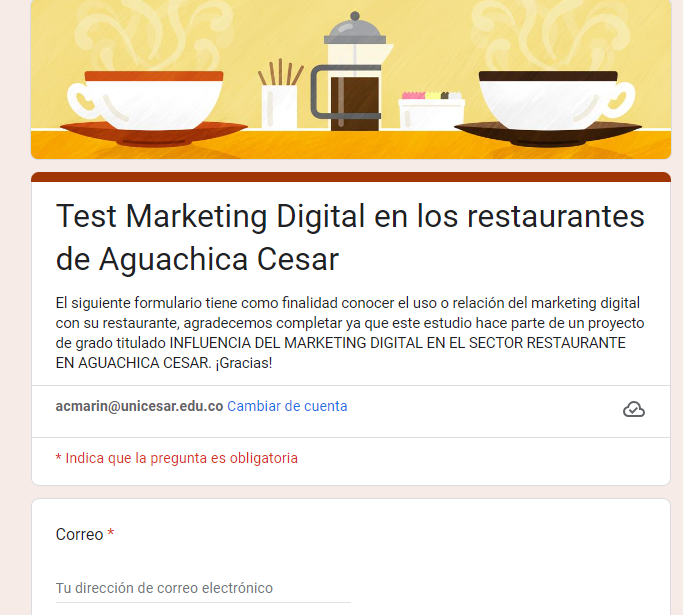 Test Marketing Digital en los restaurantes
de Aguachica Cesar
El siguiente formulario tiene como finalidad conocer el uso o relación del marketing digital
con su restaurante, agradecemos completar ya que este estudio hace parte de un proyecto
de grado titulado INFLUENCIA DEL MARKETING DIGITAL EN EL SECTOR RESTAURANTE
EN AGUACHICA CESAR. ¡Gracias!
acmarin@unicesar.edu.co Cambiar de cuenta
* Indica que la pregunta es obligatoria
Correo *
Tu dirección de correo electrónico